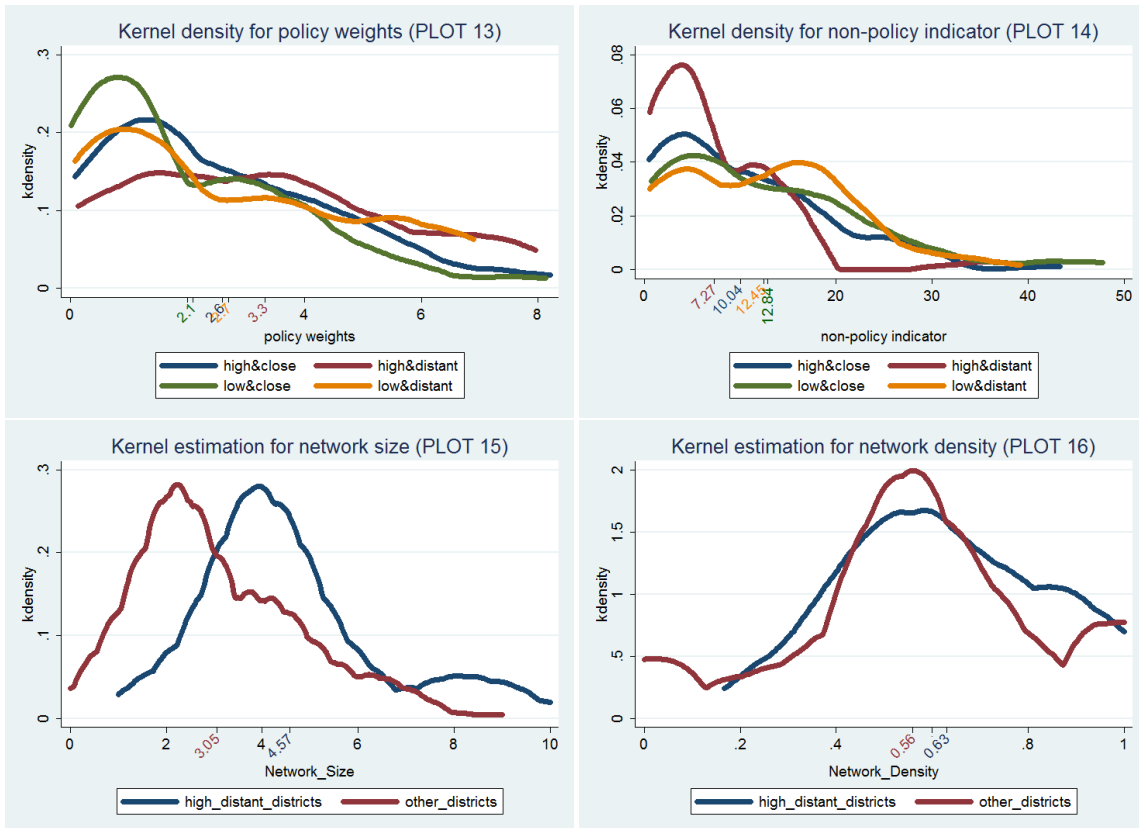 Kernel density for policy weights (PLOT 13)
kdensity
.3
.2
.1
0
0 2 4 6 8
2.1 2.6 2.7 3.3
policy weights
high&close high&distant
low&close low&distant
Kernel density for non-policy indicator (PLOT 14)
kdensity
.08
.06
.04
.02
0
0 20 30 40 50
7.27 10.04 12.45 12.84
non-policy indicator
high&close high&distant
low&close low&distant
Kernel estimation for network size (PLOT 15)
kdensity
.3
.2
.1
0
0 2 4 6 8 10
3.05 4.57
Network_Size
high_distant_districts other_districts
Kernel estimation for network density (PLOT 16)
kdensity
2
1.5
1
.5
0
0 .2 .4 .8 1
0.56 0.63
Network_Density
high_distant_districts other_districts